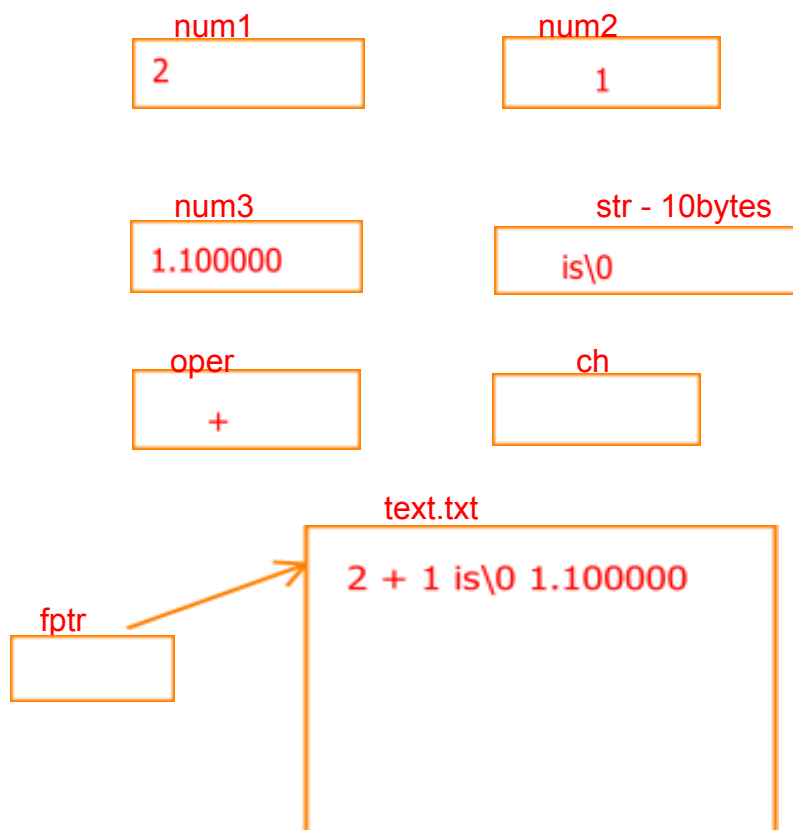 num1
num2
2
1
num3
str - 10bytes
1.100000
is\0
oper
ch
+
text.txt
2 + 1 is\0 1.100000
fptr